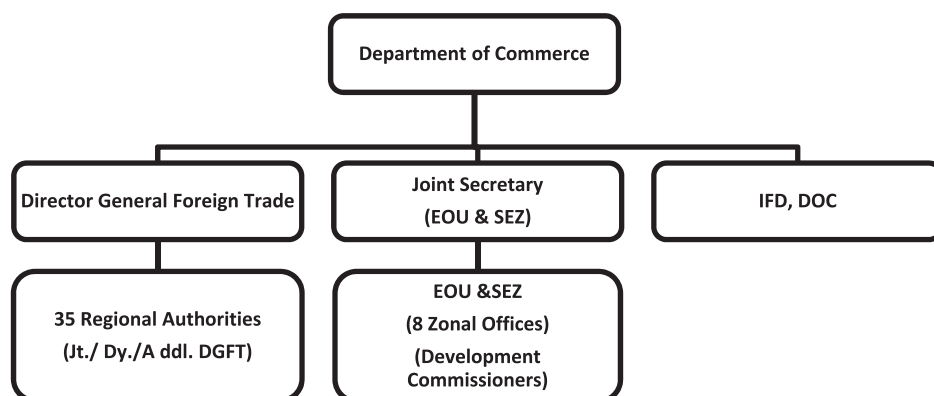 Department of Commerce
Director General Foreign Trade
Joint Secretary
(EOU & SEZ)
IFD, DOC
35 Regional Authorities
(Jt./ Dy./A ddl. DGFT)
EOU &SEZ
(8 Zonal Offices)
(Development
Commissioners)